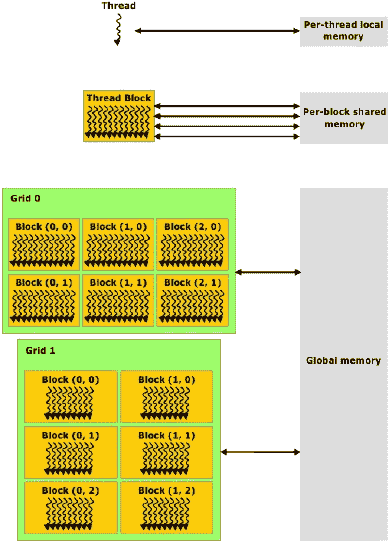 Thread
Per-thread local
memory
Thread Block
Per-block shared
memory
Grid 0
Block (0, 0) Block (1, 0) Block (2, 0)
Block (0, 1) Block (1, 1) Block (2, 1)
Global memory
Grid 1
Block (0, 0) Block (1, 0)
Block (0, 1) Block (1, 1)
Block (0, 2) Block (1, 2)